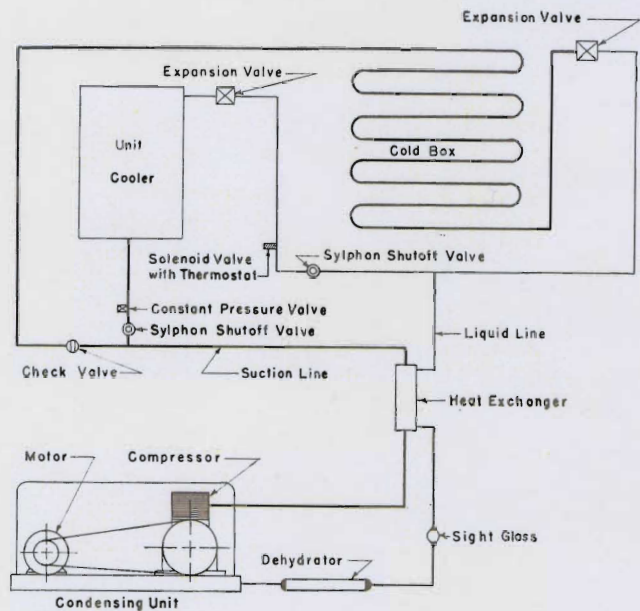 Expansion Valve
Expansion Valve
Unit
Cooler
Cold Box
Solenoid Valve
with Thermostat
Sylphon Shutoff Valve
Constant Pressure Valve
Sylphon Shutoff Valve
Liquid Line
Check Valve
Suction Line
Heat Exchanger
Motor
Compressor
Sight Glass
Dehydrator
Condensing Unit